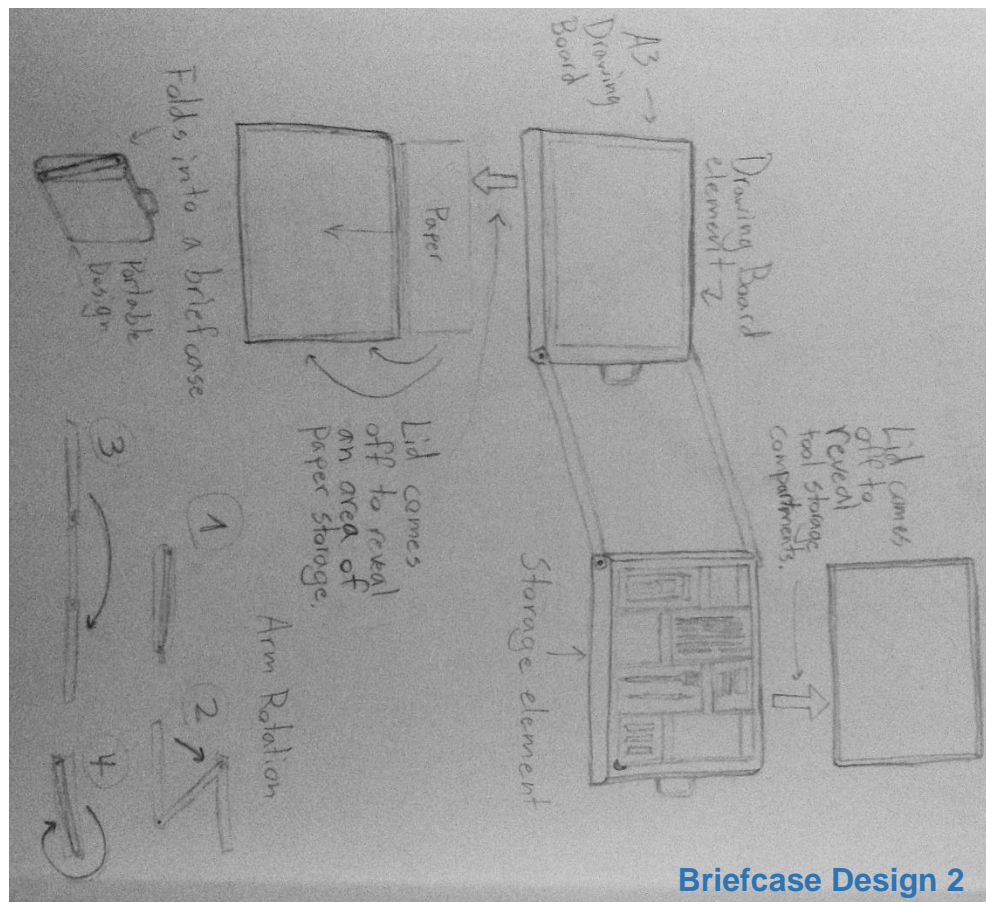 A3
Drawing
Board
Drawing Board
element
Lid comes
off to
reveal
tool storage
compartments.
Paper
Lid comes
off to reveal
an area of
paper storage.
Storage element
Folds into a briefcase
Portable
Design
Arm Rotation
1
2
3
4
Briefcase Design 2